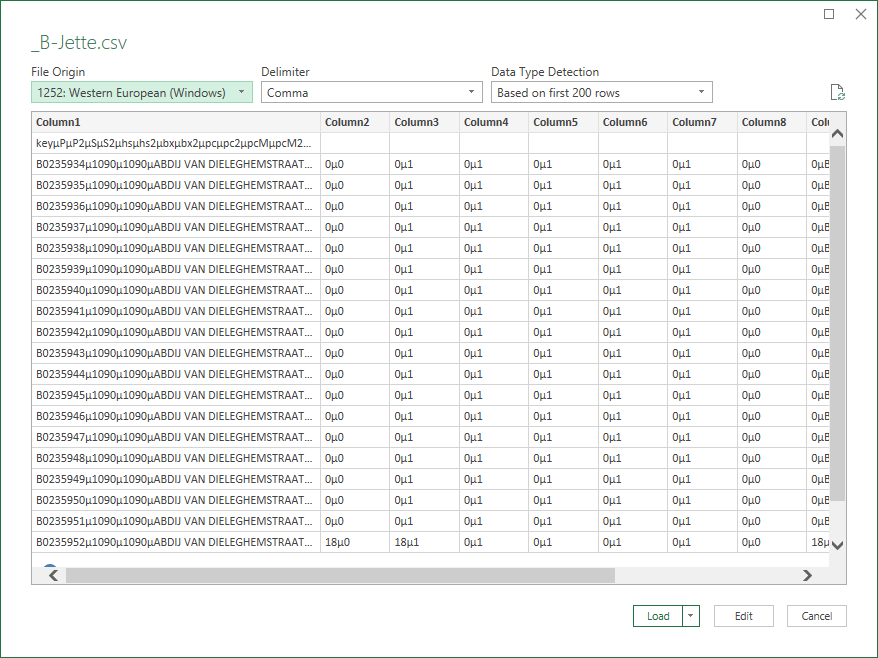 _B-Jette.csv
File Origin Delimiter Data Type Detection
1252: Western European (Windows) Comma Based on first 200 rows
Column1 Column2 Column3 Column4 Column5 Column6 Column7 Column8 Colu
keyµPµP2µSµS2µhsµhs2µbxµbx2µpcµpc2µpcMµpcM2...
B0235934µ1090µ1090µABDIJ VAN DIELEGHEMSTRAAT... 0µ0 0µ1 0µ1 0µ1 0µ1 0µ1 0µ0 0µB
B0235935µ1090µ1090µABDIJ VAN DIELEGHEMSTRAAT... 0µ0 0µ1 0µ1 0µ1 0µ1 0µ1 0µ0 0µB
B0235936µ1090µ1090µABDIJ VAN DIELEGHEMSTRAAT... 0µ0 0µ1 0µ1 0µ1 0µ1 0µ1 0µ0 0µB
B0235937µ1090µ1090µABDIJ VAN DIELEGHEMSTRAAT... 0µ0 0µ1 0µ1 0µ1 0µ1 0µ1 0µ0 0µB
B0235938µ1090µ1090µABDIJ VAN DIELEGHEMSTRAAT... 0µ0 0µ1 0µ1 0µ1 0µ1 0µ1 0µ0 0µB
B0235939µ1090µ1090µABDIJ VAN DIELEGHEMSTRAAT... 0µ0 0µ1 0µ1 0µ1 0µ1 0µ1 0µ0 0µB
B0235940µ1090µ1090µABDIJ VAN DIELEGHEMSTRAAT... 0µ0 0µ1 0µ1 0µ1 0µ1 0µ1 0µ0 0µB
B0235941µ1090µ1090µABDIJ VAN DIELEGHEMSTRAAT... 0µ0 0µ1 0µ1 0µ1 0µ1 0µ1 0µ0 0µB
B0235942µ1090µ1090µABDIJ VAN DIELEGHEMSTRAAT... 0µ0 0µ1 0µ1 0µ1 0µ1 0µ1 0µ0 0µB
B0235943µ1090µ1090µABDIJ VAN DIELEGHEMSTRAAT... 0µ0 0µ1 0µ1 0µ1 0µ1 0µ1 0µ0 0µB
B0235944µ1090µ1090µABDIJ VAN DIELEGHEMSTRAAT... 0µ0 0µ1 0µ1 0µ1 0µ1 0µ1 0µ0 0µB
B0235945µ1090µ1090µABDIJ VAN DIELEGHEMSTRAAT... 0µ0 0µ1 0µ1 0µ1 0µ1 0µ1 0µ0 0µB
B0235946µ1090µ1090µABDIJ VAN DIELEGHEMSTRAAT... 0µ0 0µ1 0µ1 0µ1 0µ1 0µ1 0µ0 0µB
B0235947µ1090µ1090µABDIJ VAN DIELEGHEMSTRAAT... 0µ0 0µ1 0µ1 0µ1 0µ1 0µ1 0µ0 0µB
B0235948µ1090µ1090µABDIJ VAN DIELEGHEMSTRAAT... 0µ0 0µ1 0µ1 0µ1 0µ1 0µ1 0µ0 0µB
B0235949µ1090µ1090µABDIJ VAN DIELEGHEMSTRAAT... 0µ0 0µ1 0µ1 0µ1 0µ1 0µ1 0µ0 0µB
B0235950µ1090µ1090µABDIJ VAN DIELEGHEMSTRAAT... 0µ0 0µ1 0µ1 0µ1 0µ1 0µ1 0µ0 0µB
B0235951µ1090µ1090µABDIJ VAN DIELEGHEMSTRAAT... 0µ0 0µ1 0µ1 0µ1 0µ1 0µ1 0µ0 0µB
B0235952µ1090µ1090µABDIJ VAN DIELEGHEMSTRAAT... 18µ0 18µ1 0µ1 0µ1 0µ1 0µ1 0µ0 18µ
Load Edit Cancel